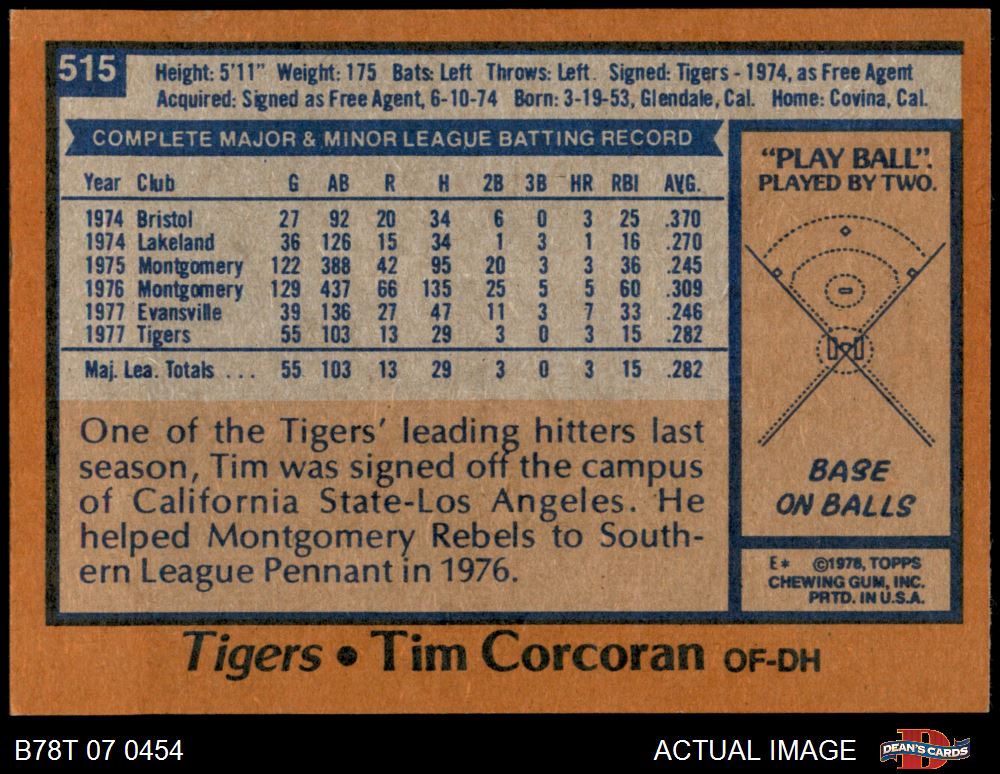 515
Height: 5'11" Weight: 175 Bats: Left Throws: Left. Signed: Tigers - 1974, as Free Agent
Acquired: Signed as Free Agent, 6-10-74 Born: 3-19-53, Glendale, Cal. Home: Covina, Cal.
COMPLETE MAJOR & MINOR LEAGUE BATTING RECORD
Year Club G AB R H 2B 3B HR RBI AVG.
1974 Bristol 27 92 20 34 6 0 3 25 .370
1974 Lakeland 36 126 15 34 1 3 1 16 .270
1975 Montgomery 122 388 42 95 20 3 3 36 .245
1976 Montgomery 129 437 66 135 25 5 5 60 .309
1977 Evansville 39 136 27 47 11 3 7 33 .246
1977 Tigers 55 103 13 29 3 0 3 15 .282
Maj. Lea. Totals ... 55 103 13 29 3 0 3 15 .282
One of the Tigers' leading hitters last
season, Tim was signed off the campus
of California State-Los Angeles. He
helped Montgomery Rebels to South-
ern League Pennant in 1976.
"PLAY BALL".
PLAYED BY TWO.
BASE
ON BALLS
E* ©1978, TOPPS
CHEWING GUM, INC.
PRTD. IN U.S.A.
Tigers • Tim Corcoran OF-DH
B78T 07 0454
ACTUAL IMAGE
DEAN'S CARDS